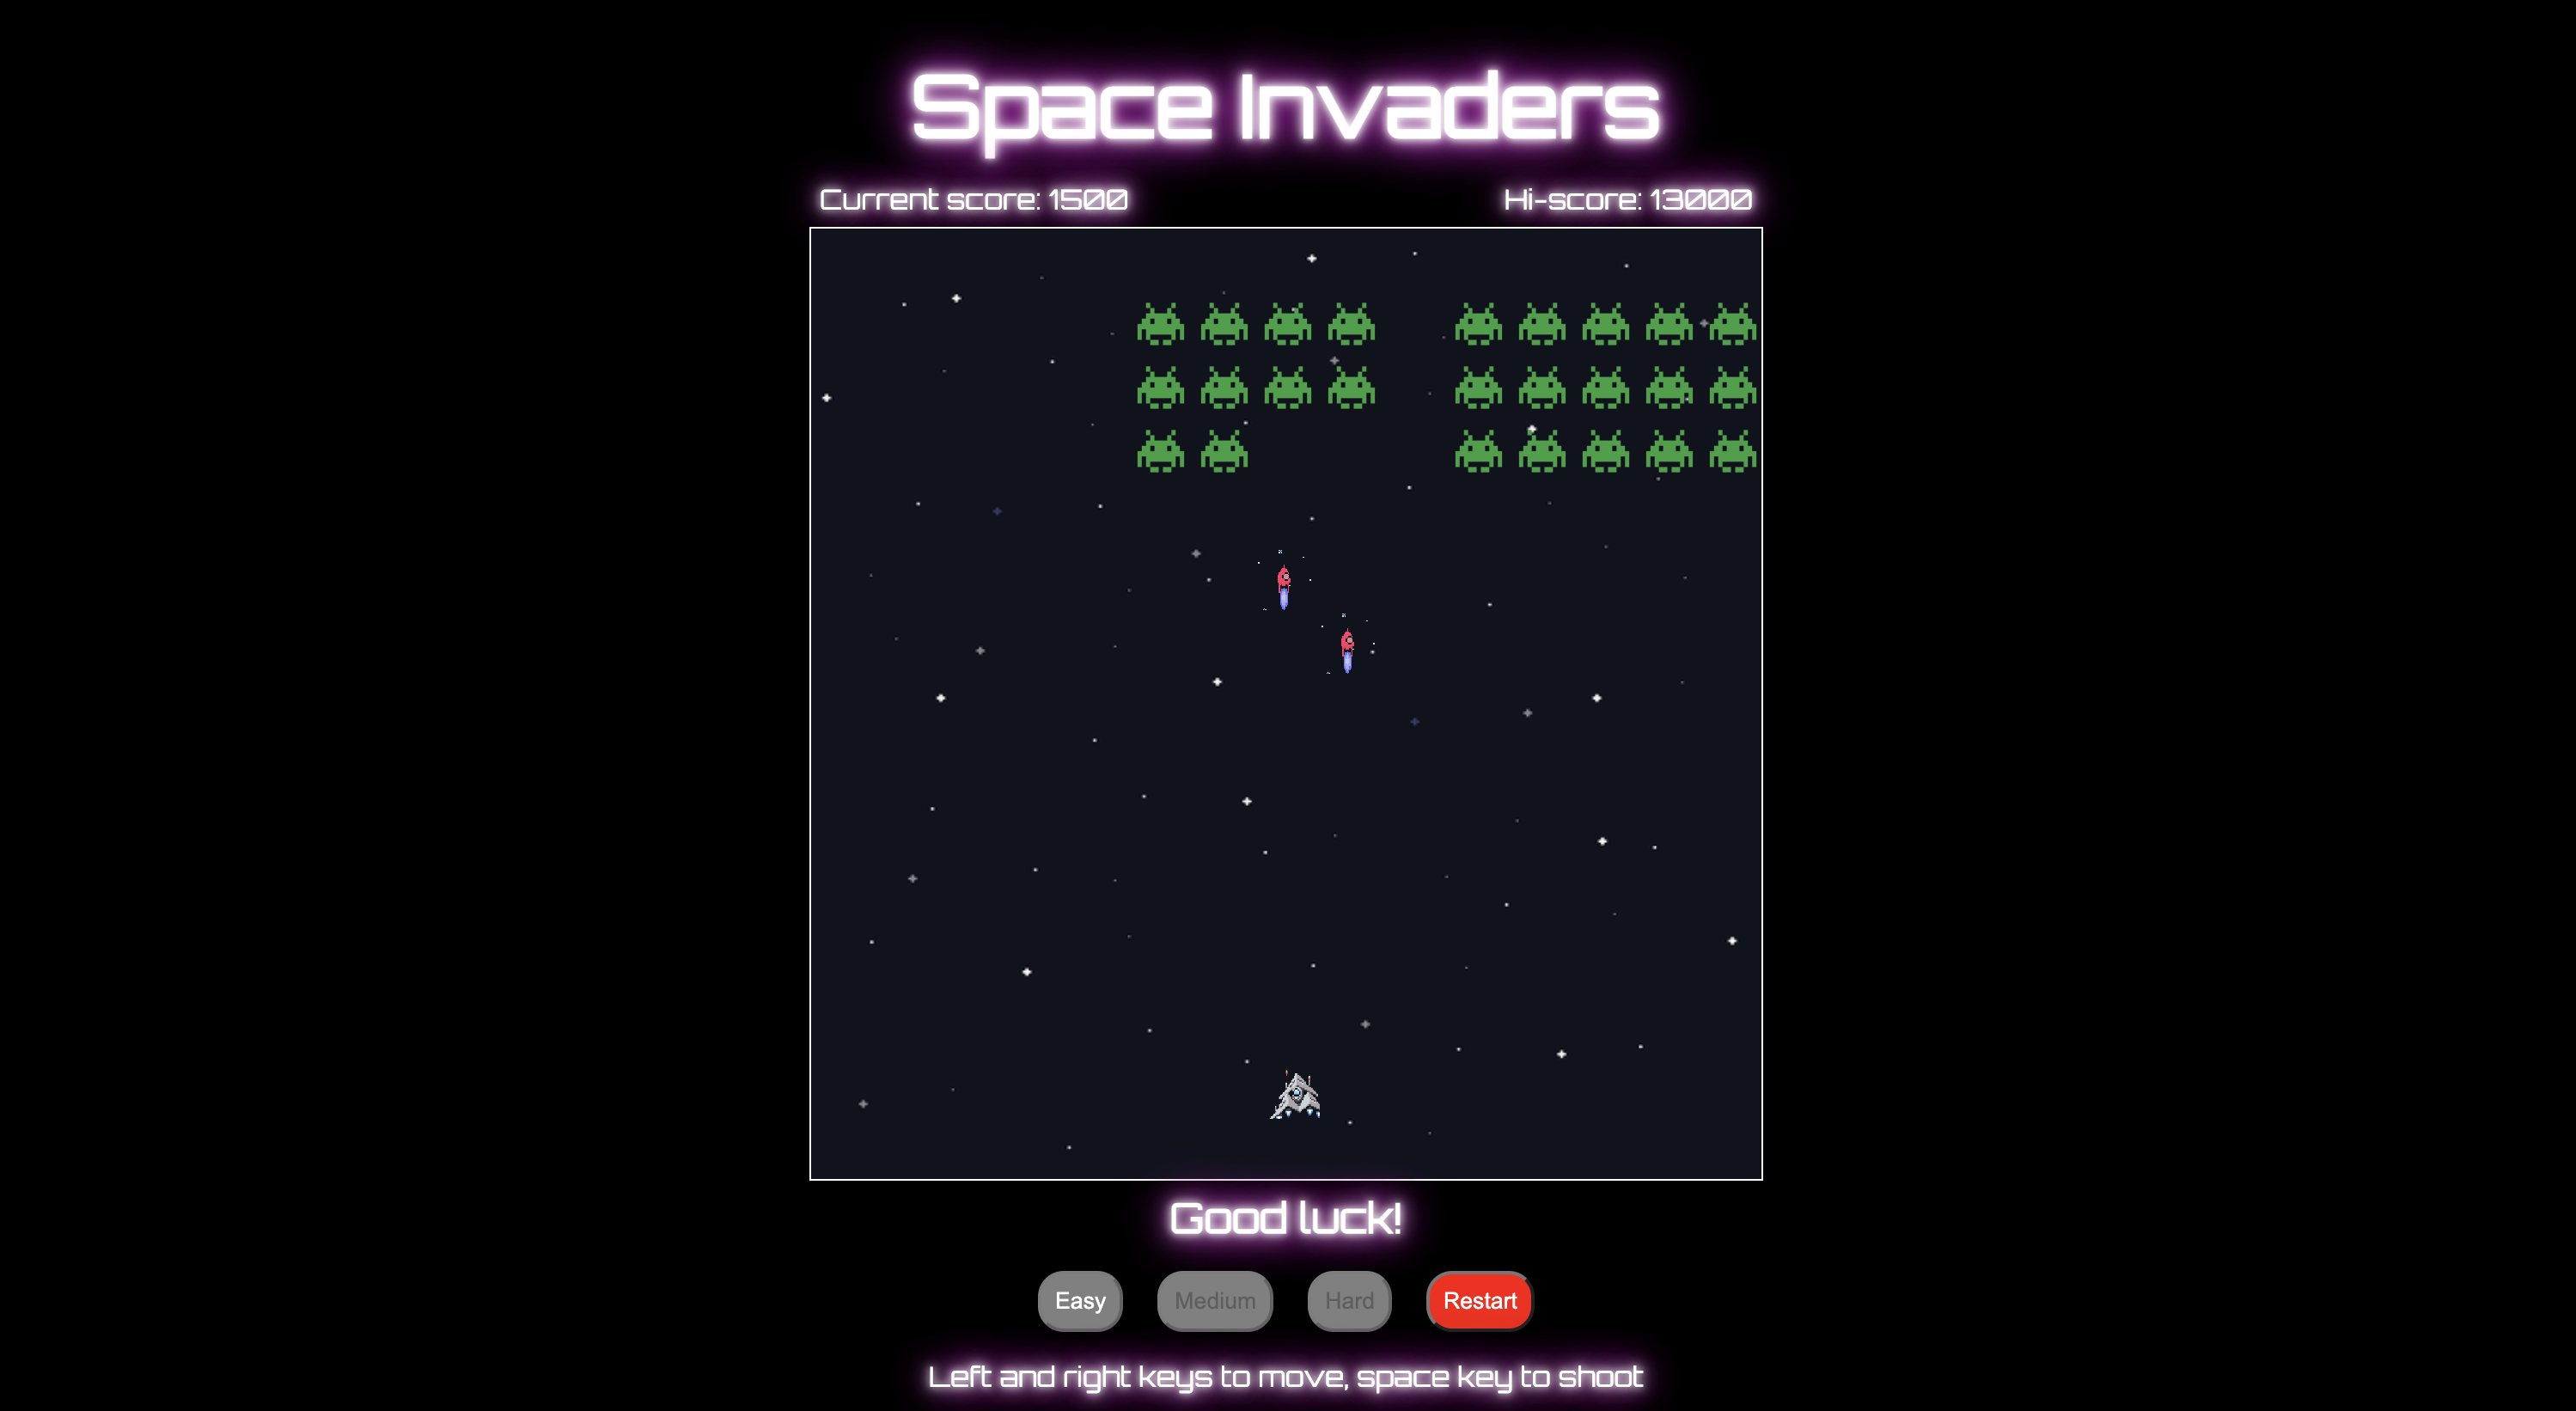 Space Invaders
Current score: 1500
Hi-score: 13000
Good luck!
Easy
Medium
Hard
Restart
Left and right keys to move, space key to shoot